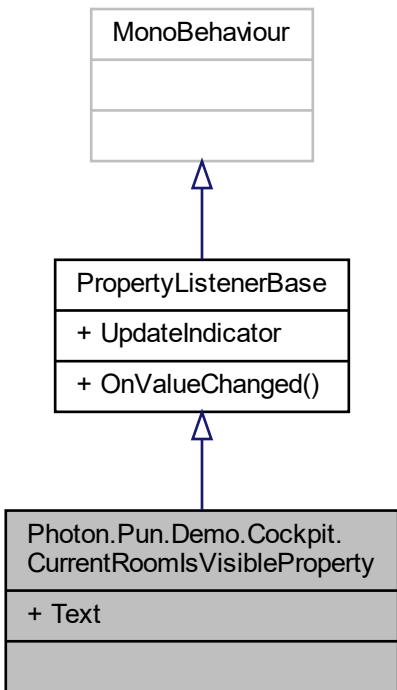 MonoBehaviour
PropertyListenerBase
+ UpdateIndicator
+ OnValueChanged()
Photon.Pun.Demo.Cockpit.
CurrentRoomIsVisibleProperty
+ Text